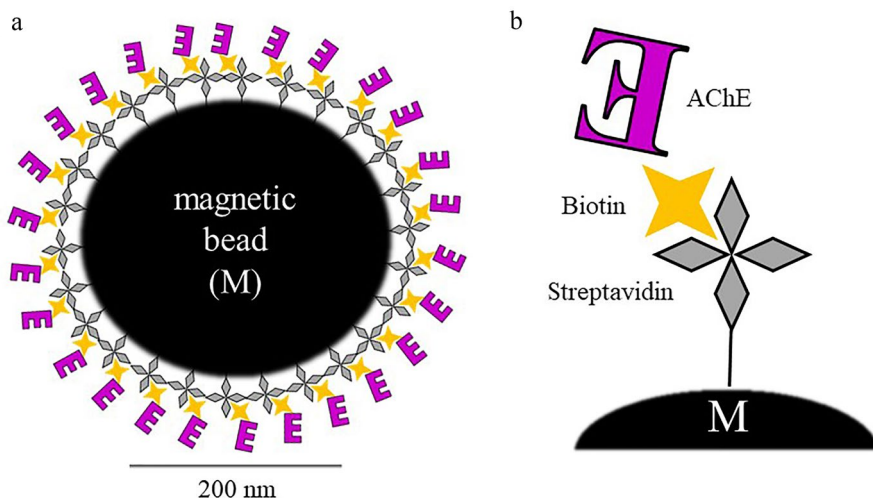 a
magnetic
bead
(M)
200 nm
b
E
AChE
Biotin
Streptavidin
M